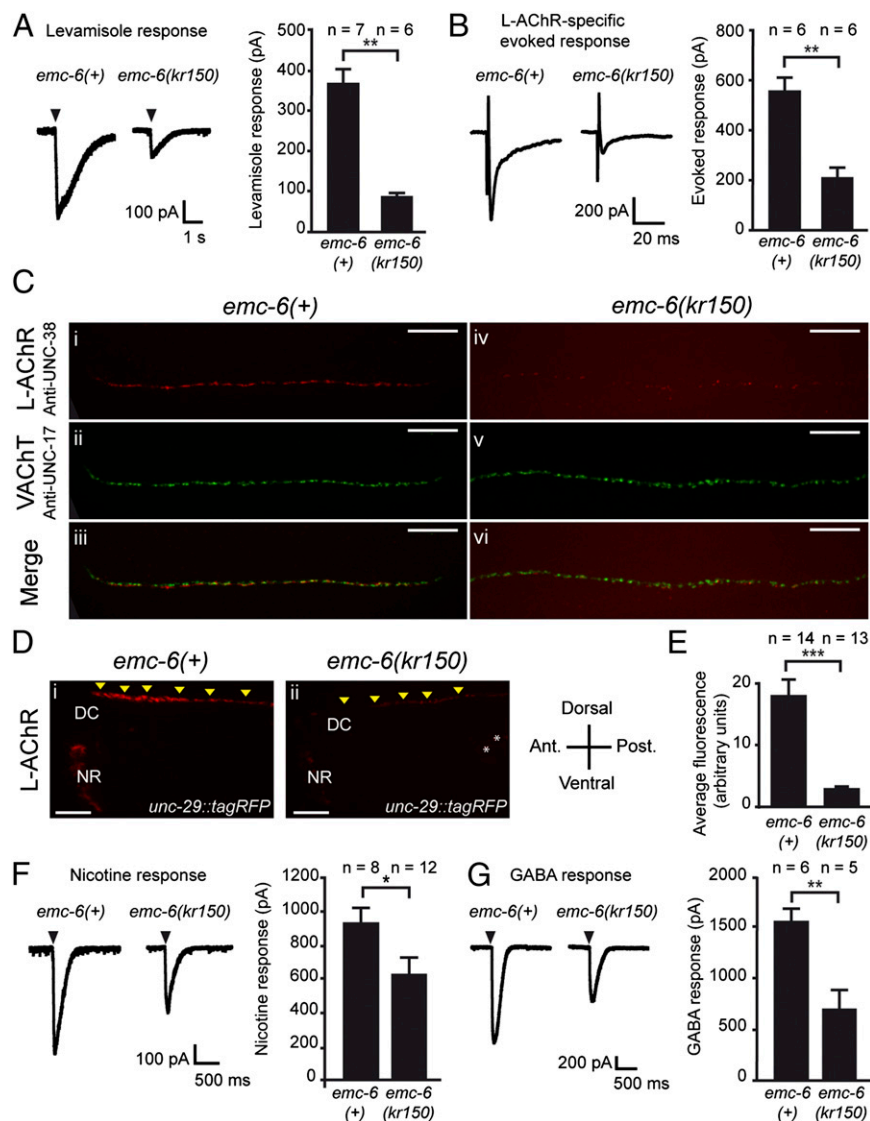 A Levamisole response
emc-6(+) emc-6(kr150)
100 pA
1 s
Levamisole response (pA)
n = 7 n = 6
**
500
400
300
200
100
0
emc-6 (+)
emc-6 (kr150)
B L-AChR-specific
evoked response
emc-6(+) emc-6(kr150)
200 pA
20 ms
Evoked response (pA)
n = 6 n = 6
**
800
600
400
200
0
emc-6 (+)
emc-6 (kr150)
C
emc-6(+) emc-6(kr150)
L-AChR
Anti-UNC-38
i iv
VAChT
Anti-UNC-17
ii v
Merge
iii vi
D
emc-6(+) emc-6(kr150)
L-AChR
i
DC
NR
unc-29::tagRFP
ii
DC
*
*
NR
unc-29::tagRFP
Dorsal
Ant. Post.
Ventral
E
n = 14 n = 13
***
Average fluorescence
(arbitrary units)
20
10
0
emc-6 (+)
emc-6 (kr150)
F Nicotine response
emc-6(+) emc-6(kr150)
100 pA
500 ms
Nicotine response (pA)
n = 8 n = 12
*
1200
1000
800
600
400
200
0
emc-6 (+)
emc-6 (kr150)
G GABA response
emc-6(+) emc-6(kr150)
200 pA
500 ms
GABA response (pA)
n = 6 n = 5
**
2000
1500
1000
500
0
emc-6 (+)
emc-6 (kr150)